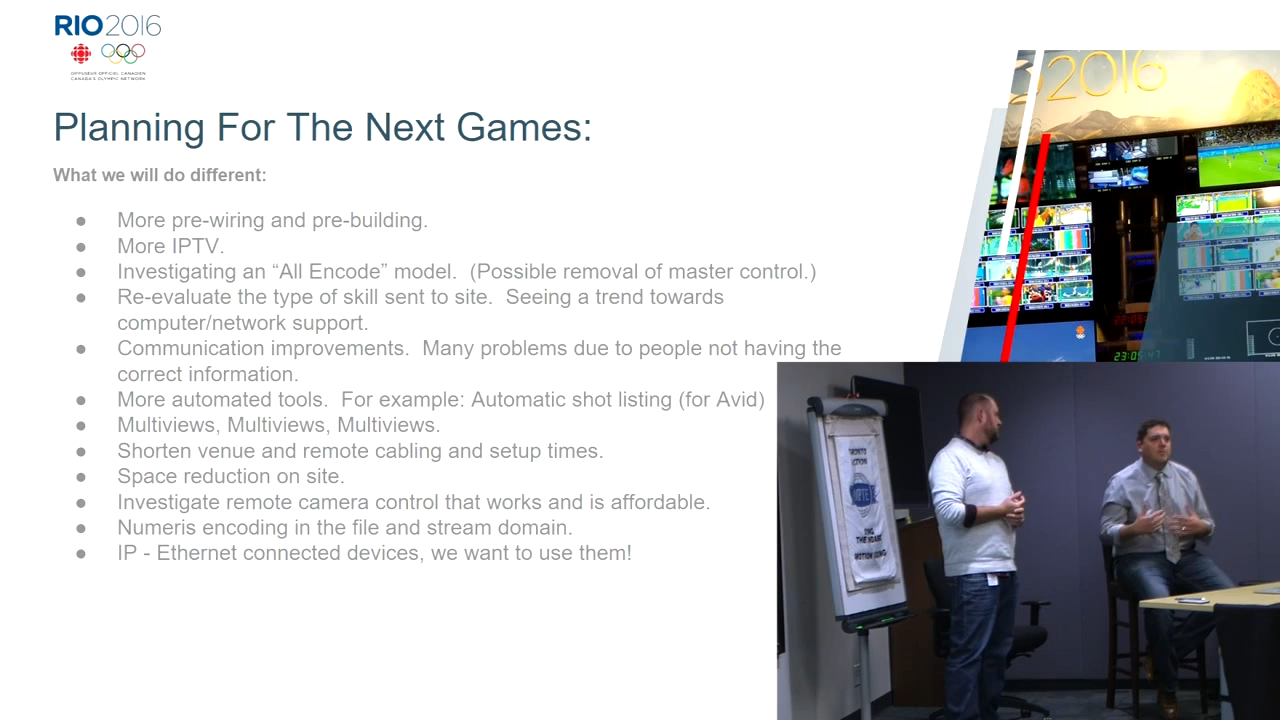 RIO2016
DIFFUSEUR OFFICIEL CANADIEN
CANADA'S OLYMPIC NETWORK
2016
Planning For The Next Games:
What we will do different:
● More pre-wiring and pre-building.
● More IPTV.
● Investigating an “All Encode” model.  (Possible removal of master control.)
● Re-evaluate the type of skill sent to site.  Seeing a trend towards
computer/network support.
● Communication improvements.  Many problems due to people not having the
correct information.
● More automated tools.  For example: Automatic shot listing (for Avid)
● Multiviews, Multiviews, Multiviews.
● Shorten venue and remote cabling and setup times.
● Space reduction on site.
● Investigate remote camera control that works and is affordable.
● Numeris encoding in the file and stream domain.
● IP - Ethernet connected devices, we want to use them!
23:05:47